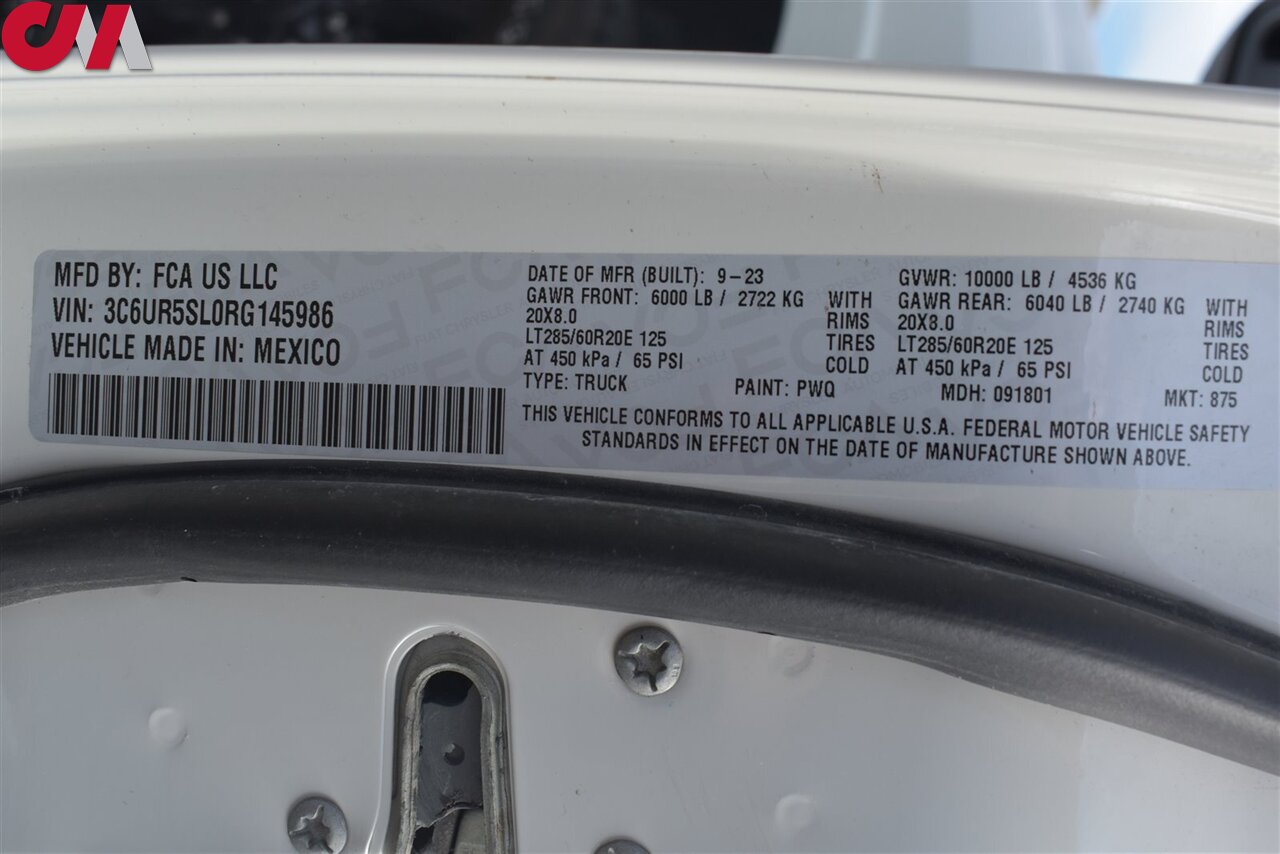 CM
MFD BY: FCA US LLC
VIN: 3C6UR5SL0RG145986
VEHICLE MADE IN: MEXICO
DATE OF MFR (BUILT): 9-23 GVWR: 10000 LB / 4536 KG
GAWR FRONT: 6000 LB / 2722 KG WITH GAWR REAR: 6040 LB / 2740 KG WITH
20X8.0 RIMS 20X8.0 RIMS
LT285/60R20E 125 TIRES LT285/60R20E 125 TIRES
AT 450 kPa / 65 PSI COLD AT 450 kPa / 65 PSI COLD
TYPE: TRUCK PAINT: PWQ MDH: 091801 MKT: 875
THIS VEHICLE CONFORMS TO ALL APPLICABLE U.S.A. FEDERAL MOTOR VEHICLE SAFETY
STANDARDS IN EFFECT ON THE DATE OF MANUFACTURE SHOWN ABOVE.